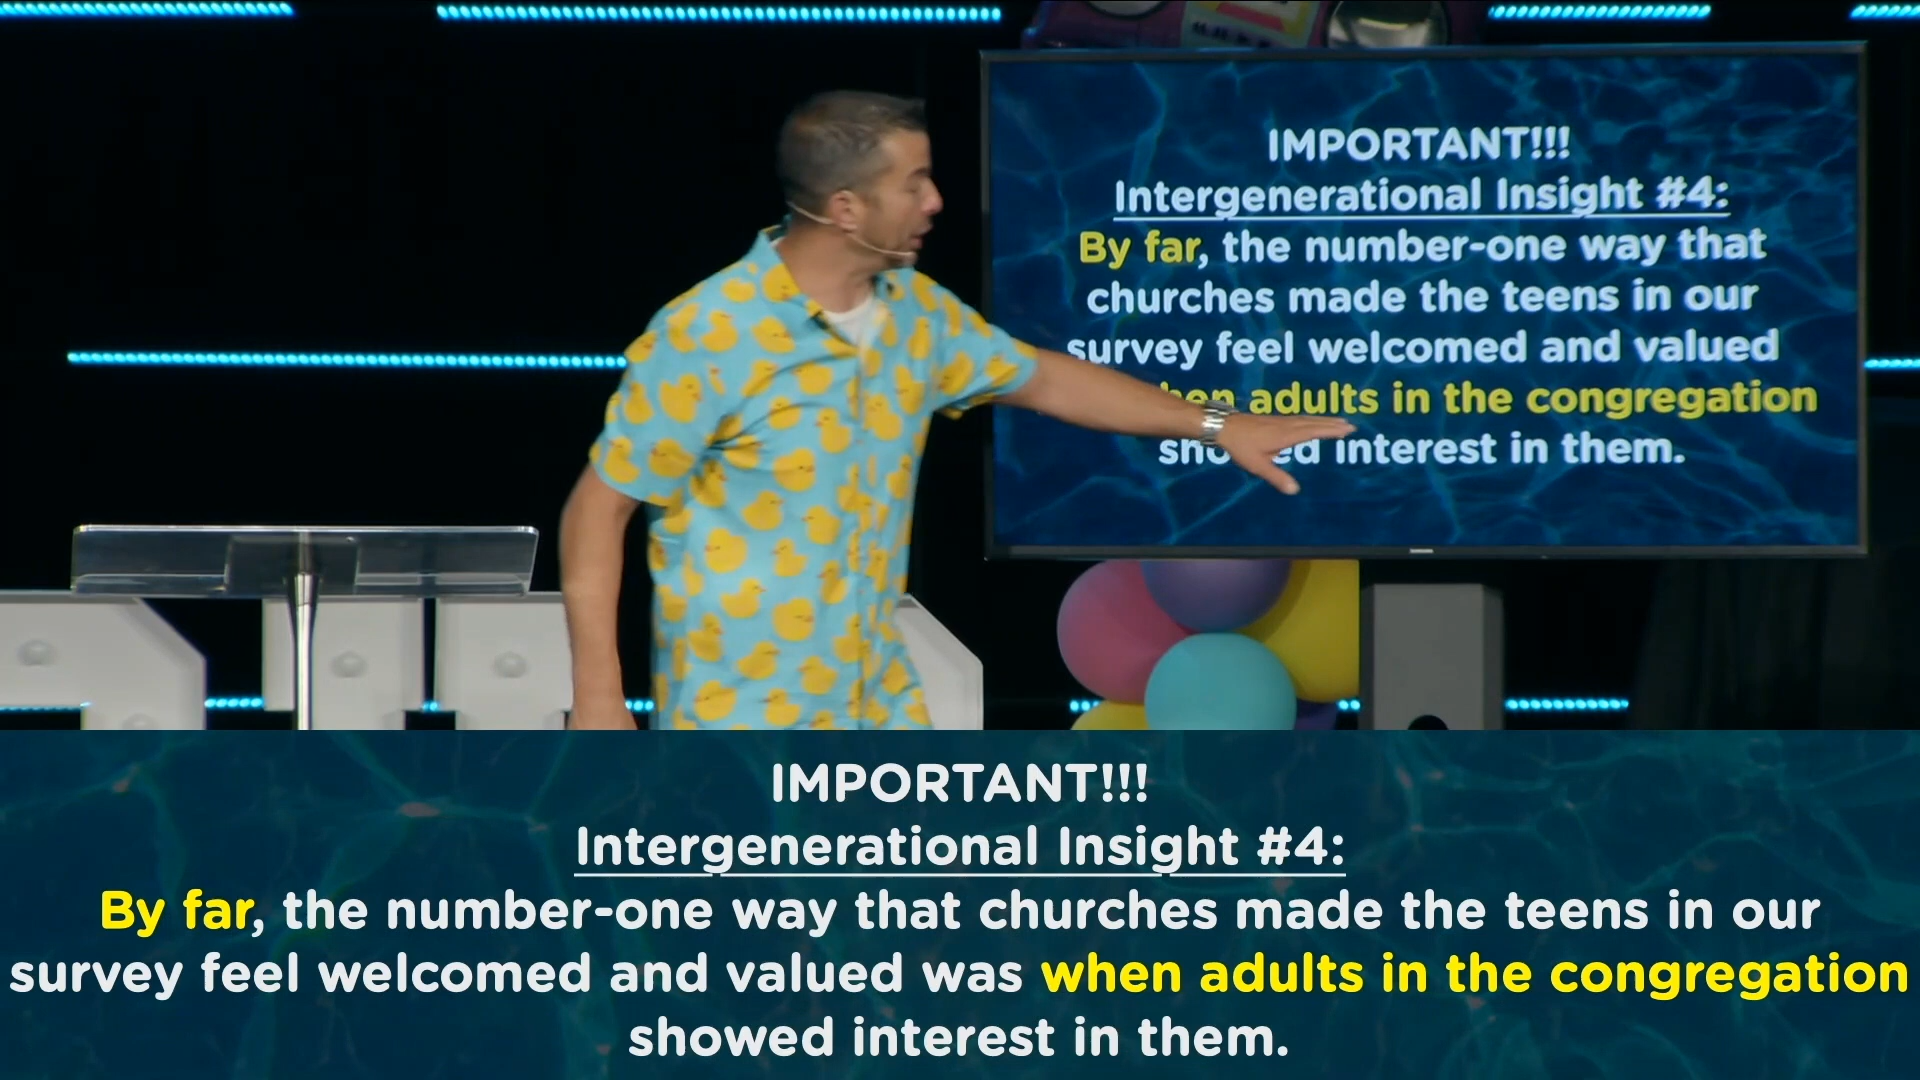 IMPORTANT!!!
Intergenerational Insight #4:
By far, the number-one way that
churches made the teens in our
survey feel welcomed and valued
adults in the congregation
interest in them.
IMPORTANT!!!
Intergenerational Insight #4:
By far, the number-one way that churches made the teens in our
survey feel welcomed and valued was when adults in the congregation
showed interest in them.